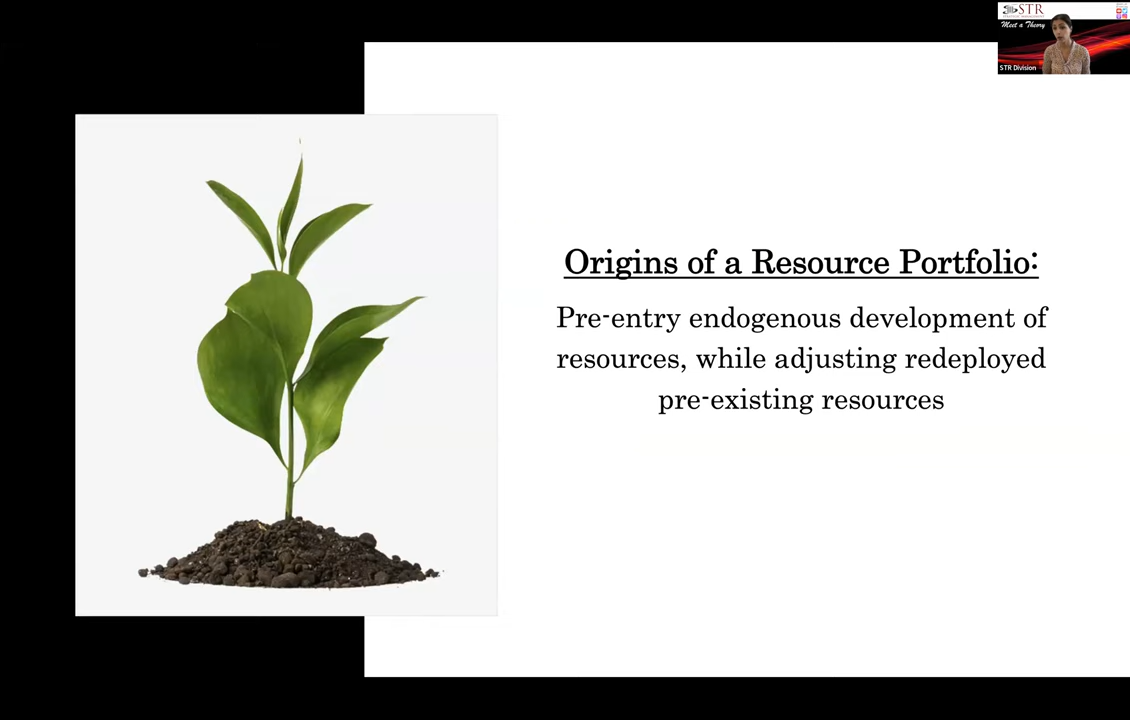 STR
Meet a Theory
STR Division
Origins of a Resource Portfolio:
Pre-entry endogenous development of
resources, while adjusting redeployed
pre-existing resources